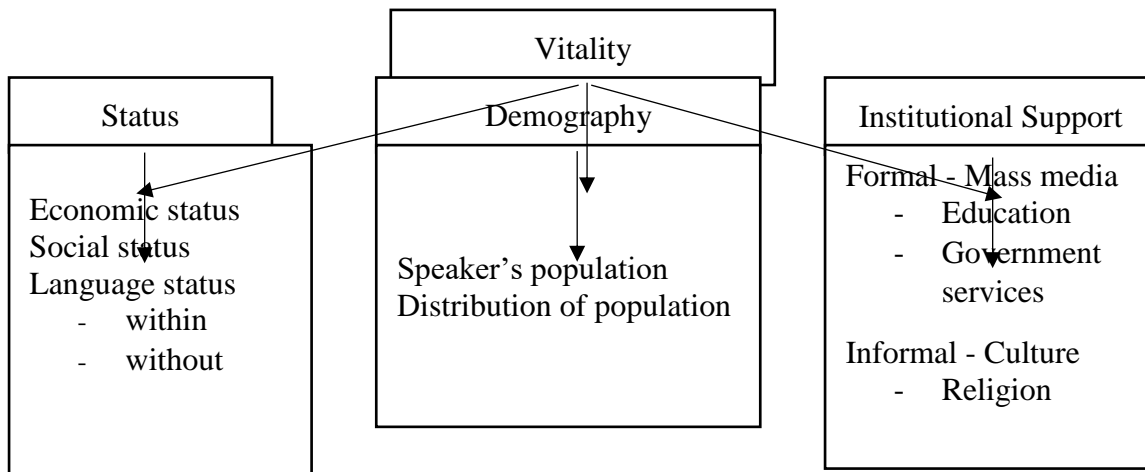 Vitality
Status
Demography
Institutional Support
Economic status
Social status
Language status
- within
- without
Speaker’s population
Distribution of population
Formal - Mass media
- Education
- Government
services
Informal - Culture
- Religion